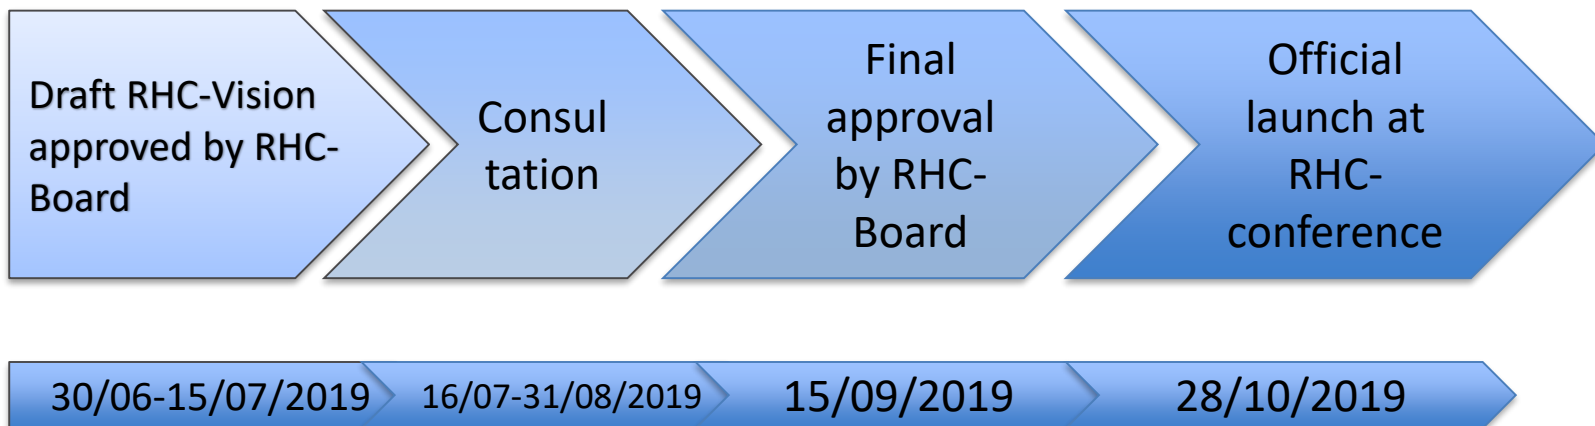 Draft RHC-Vision
approved by RHC-
Board
Consul
tation
Final
approval
by RHC-
Board
Official
launch at
RHC-
conference
30/06-15/07/2019
16/07-31/08/2019
15/09/2019
28/10/2019